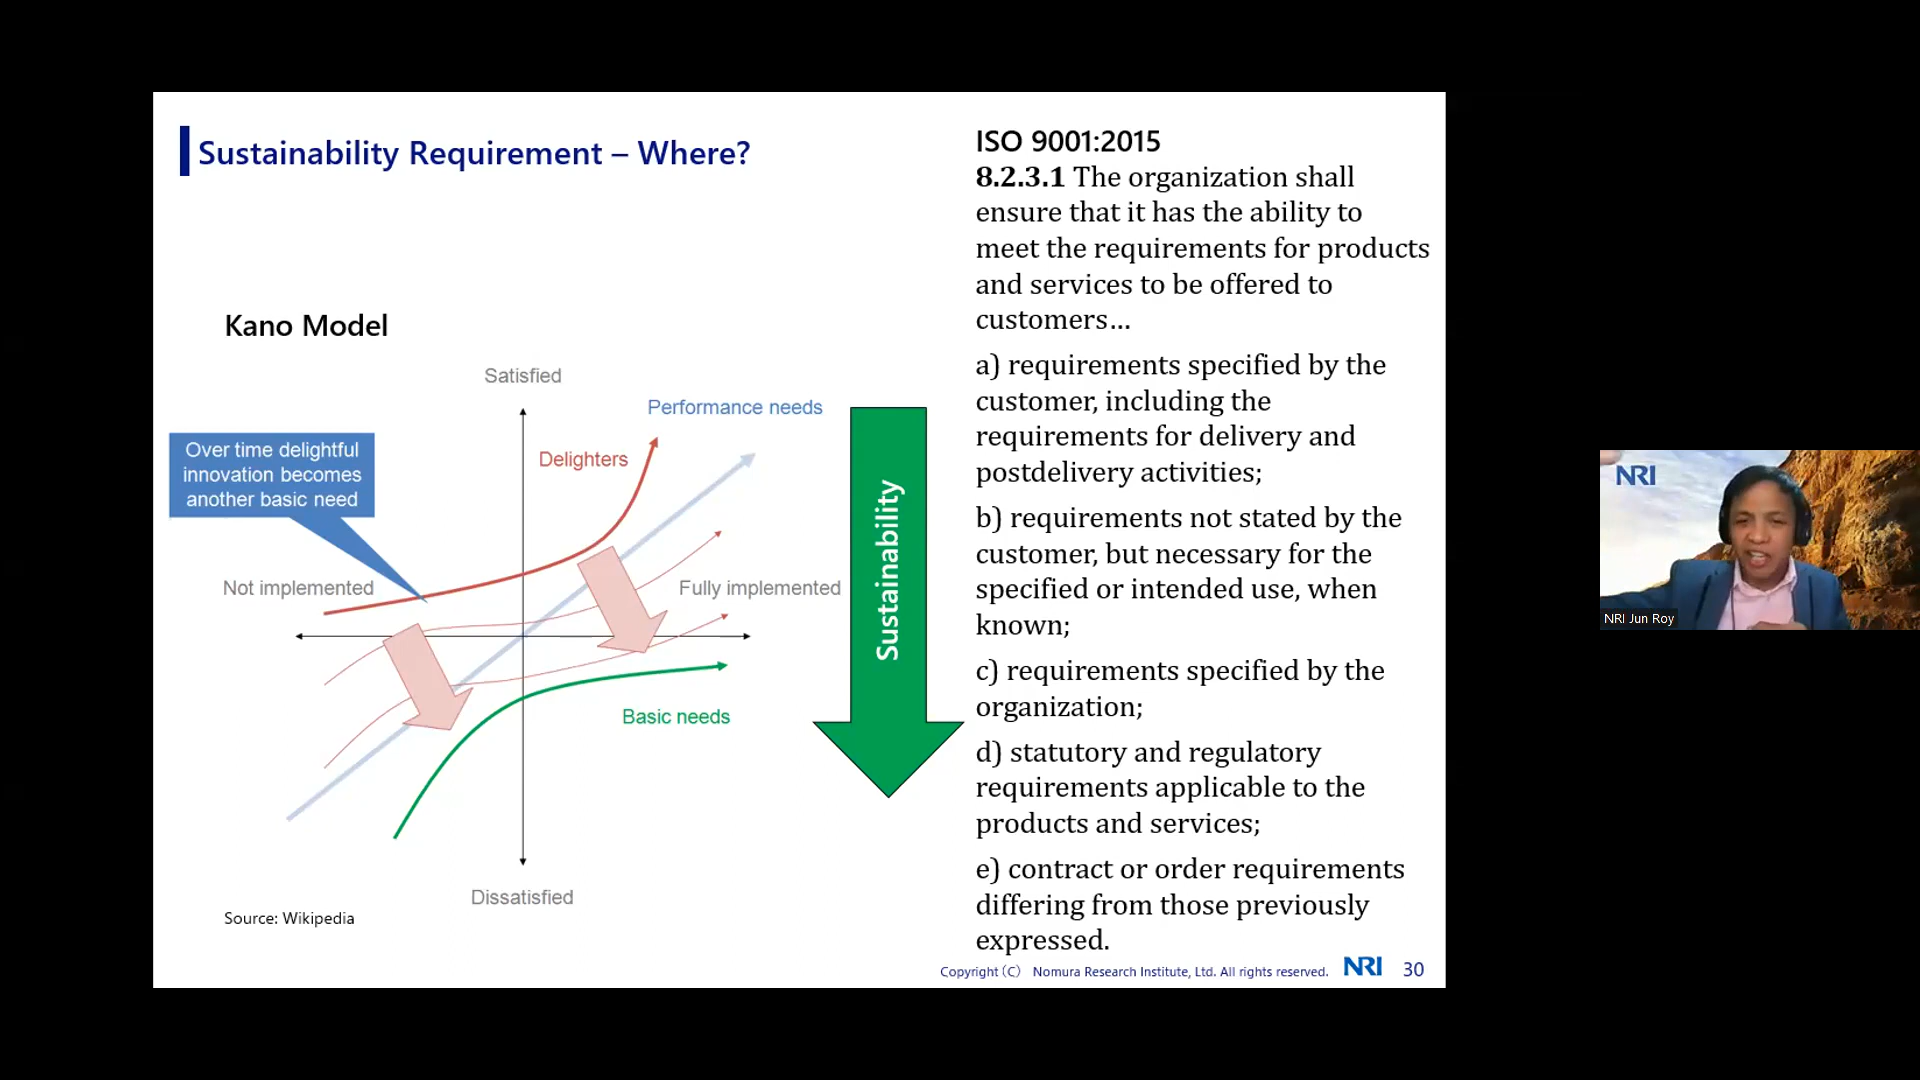 Sustainability Requirement – Where?
Kano Model
Satisfied
Performance needs
Delighters
Over time delightful
innovation becomes
another basic need
Not implemented
Fully implemented
Basic needs
Dissatisfied
Source: Wikipedia
Sustainability
ISO 9001:2015
8.2.3.1 The organization shall
ensure that it has the ability to
meet the requirements for products
and services to be offered to
customers…
a) requirements specified by the
customer, including the
requirements for delivery and
postdelivery activities;
b) requirements not stated by the
customer, but necessary for the
specified or intended use, when
known;
c) requirements specified by the
organization;
d) statutory and regulatory
requirements applicable to the
products and services;
e) contract or order requirements
differing from those previously
expressed.
Copyright（C） Nomura Research Institute, Ltd. All rights reserved.
NRI
30
NRI
NRI Jun Roy